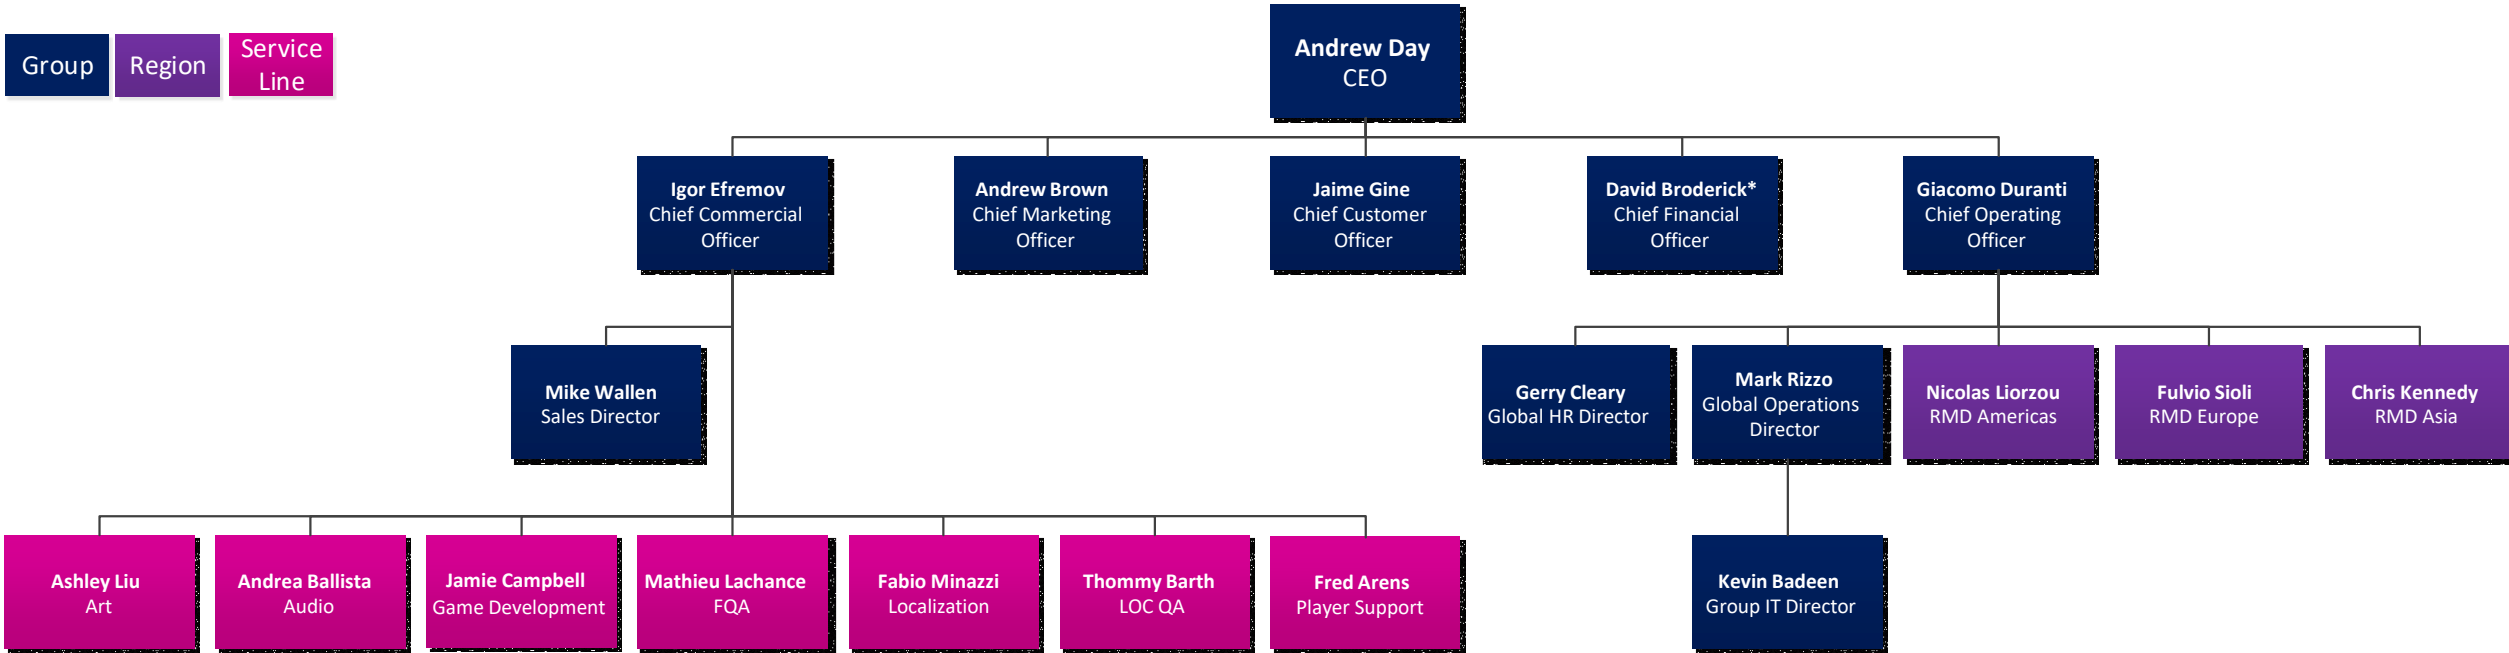 Group
Region
Service
Line
Andrew Day
CEO
Igor Efremov
Chief Commercial
Officer
Andrew Brown
Chief Marketing
Officer
Jaime Gine
Chief Customer
Officer
David Broderick*
Chief Financial
Officer
Giacomo Duranti
Chief Operating
Officer
Mike Wallen
Sales Director
Gerry Cleary
Global HR Director
Mark Rizzo
Global Operations
Director
Nicolas Liorzou
RMD Americas
Fulvio Sioli
RMD Europe
Chris Kennedy
RMD Asia
Ashley Liu
Art
Andrea Ballista
Audio
Jamie Campbell
Game Development
Mathieu Lachance
FQA
Fabio Minazzi
Localization
Thommy Barth
LOC QA
Fred Arens
Player Support
Kevin Badeen
Group IT Director